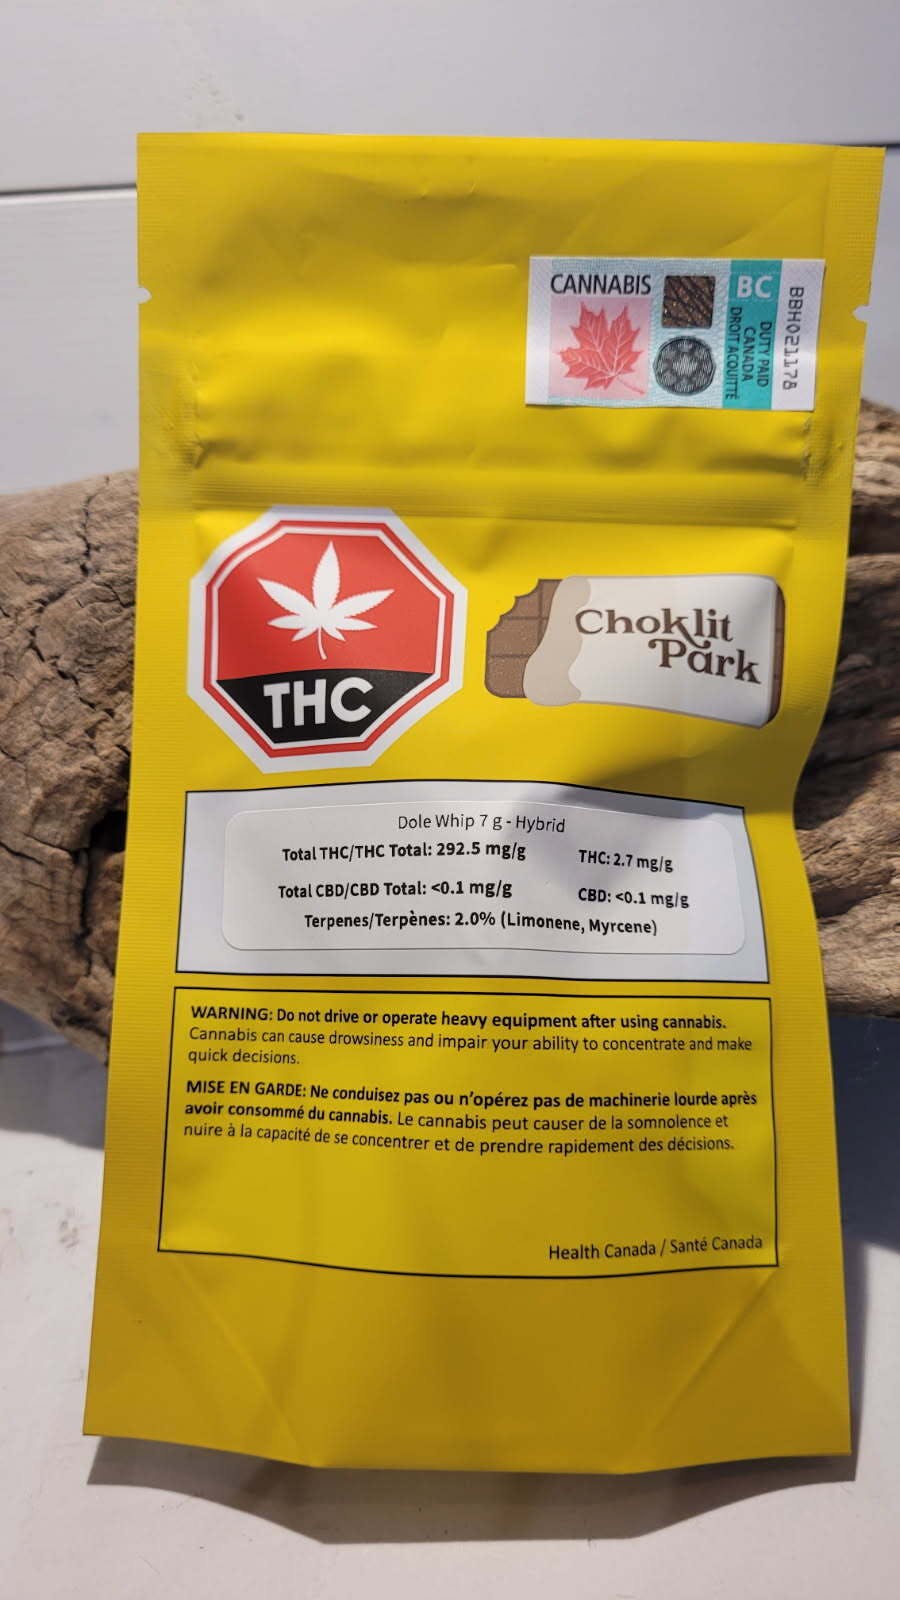 CANNABIS
BC
DUTY PAID
CANADA
DROIT ACQUITTÉ
BBH021178
THC
Choklit
Park
Dole Whip 7 g - Hybrid
Total THC/THC Total: 292.5 mg/g THC: 2.7 mg/g
Total CBD/CBD Total: <0.1 mg/g CBD: <0.1 mg/g
Terpenes/Terpènes: 2.0% (Limonene, Myrcene)
WARNING: Do not drive or operate heavy equipment after using cannabis.
Cannabis can cause drowsiness and impair your ability to concentrate and make
quick decisions.
MISE EN GARDE: Ne conduisez pas ou n'opérez pas de machinerie lourde après
avoir consommé du cannabis. Le cannabis peut causer de la somnolence et
nuire à la capacité de se concentrer et de prendre rapidement des décisions.
Health Canada / Santé Canada